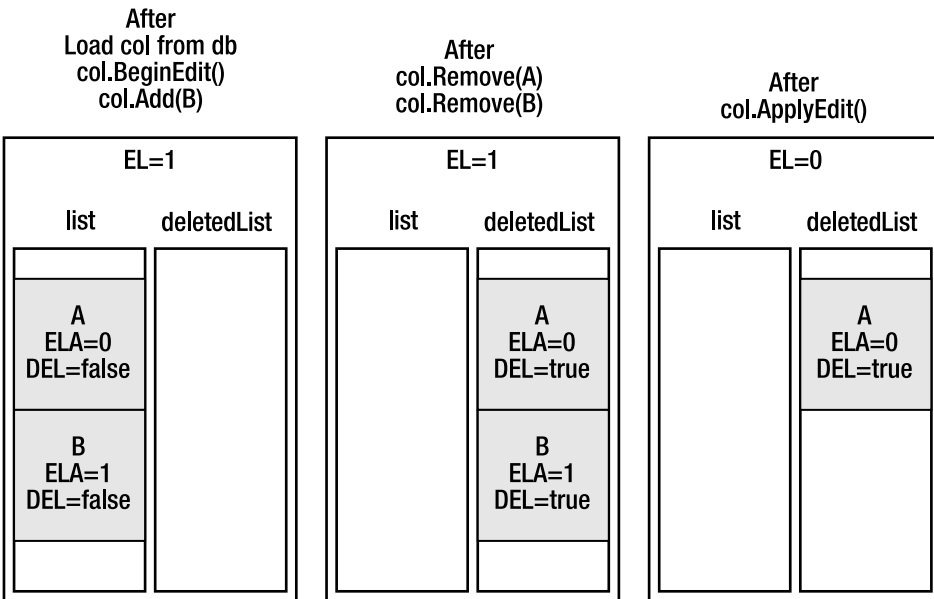 After
Load col from db
col.BeginEdit()
col.Add(B)
EL=1
list deletedList
A
ELA=0
DEL=false
B
ELA=1
DEL=false
After
col.Remove(A)
col.Remove(B)
EL=1
list deletedList
A
ELA=0
DEL=true
B
ELA=1
DEL=true
After
col.ApplyEdit()
EL=0
list deletedList
A
ELA=0
DEL=true